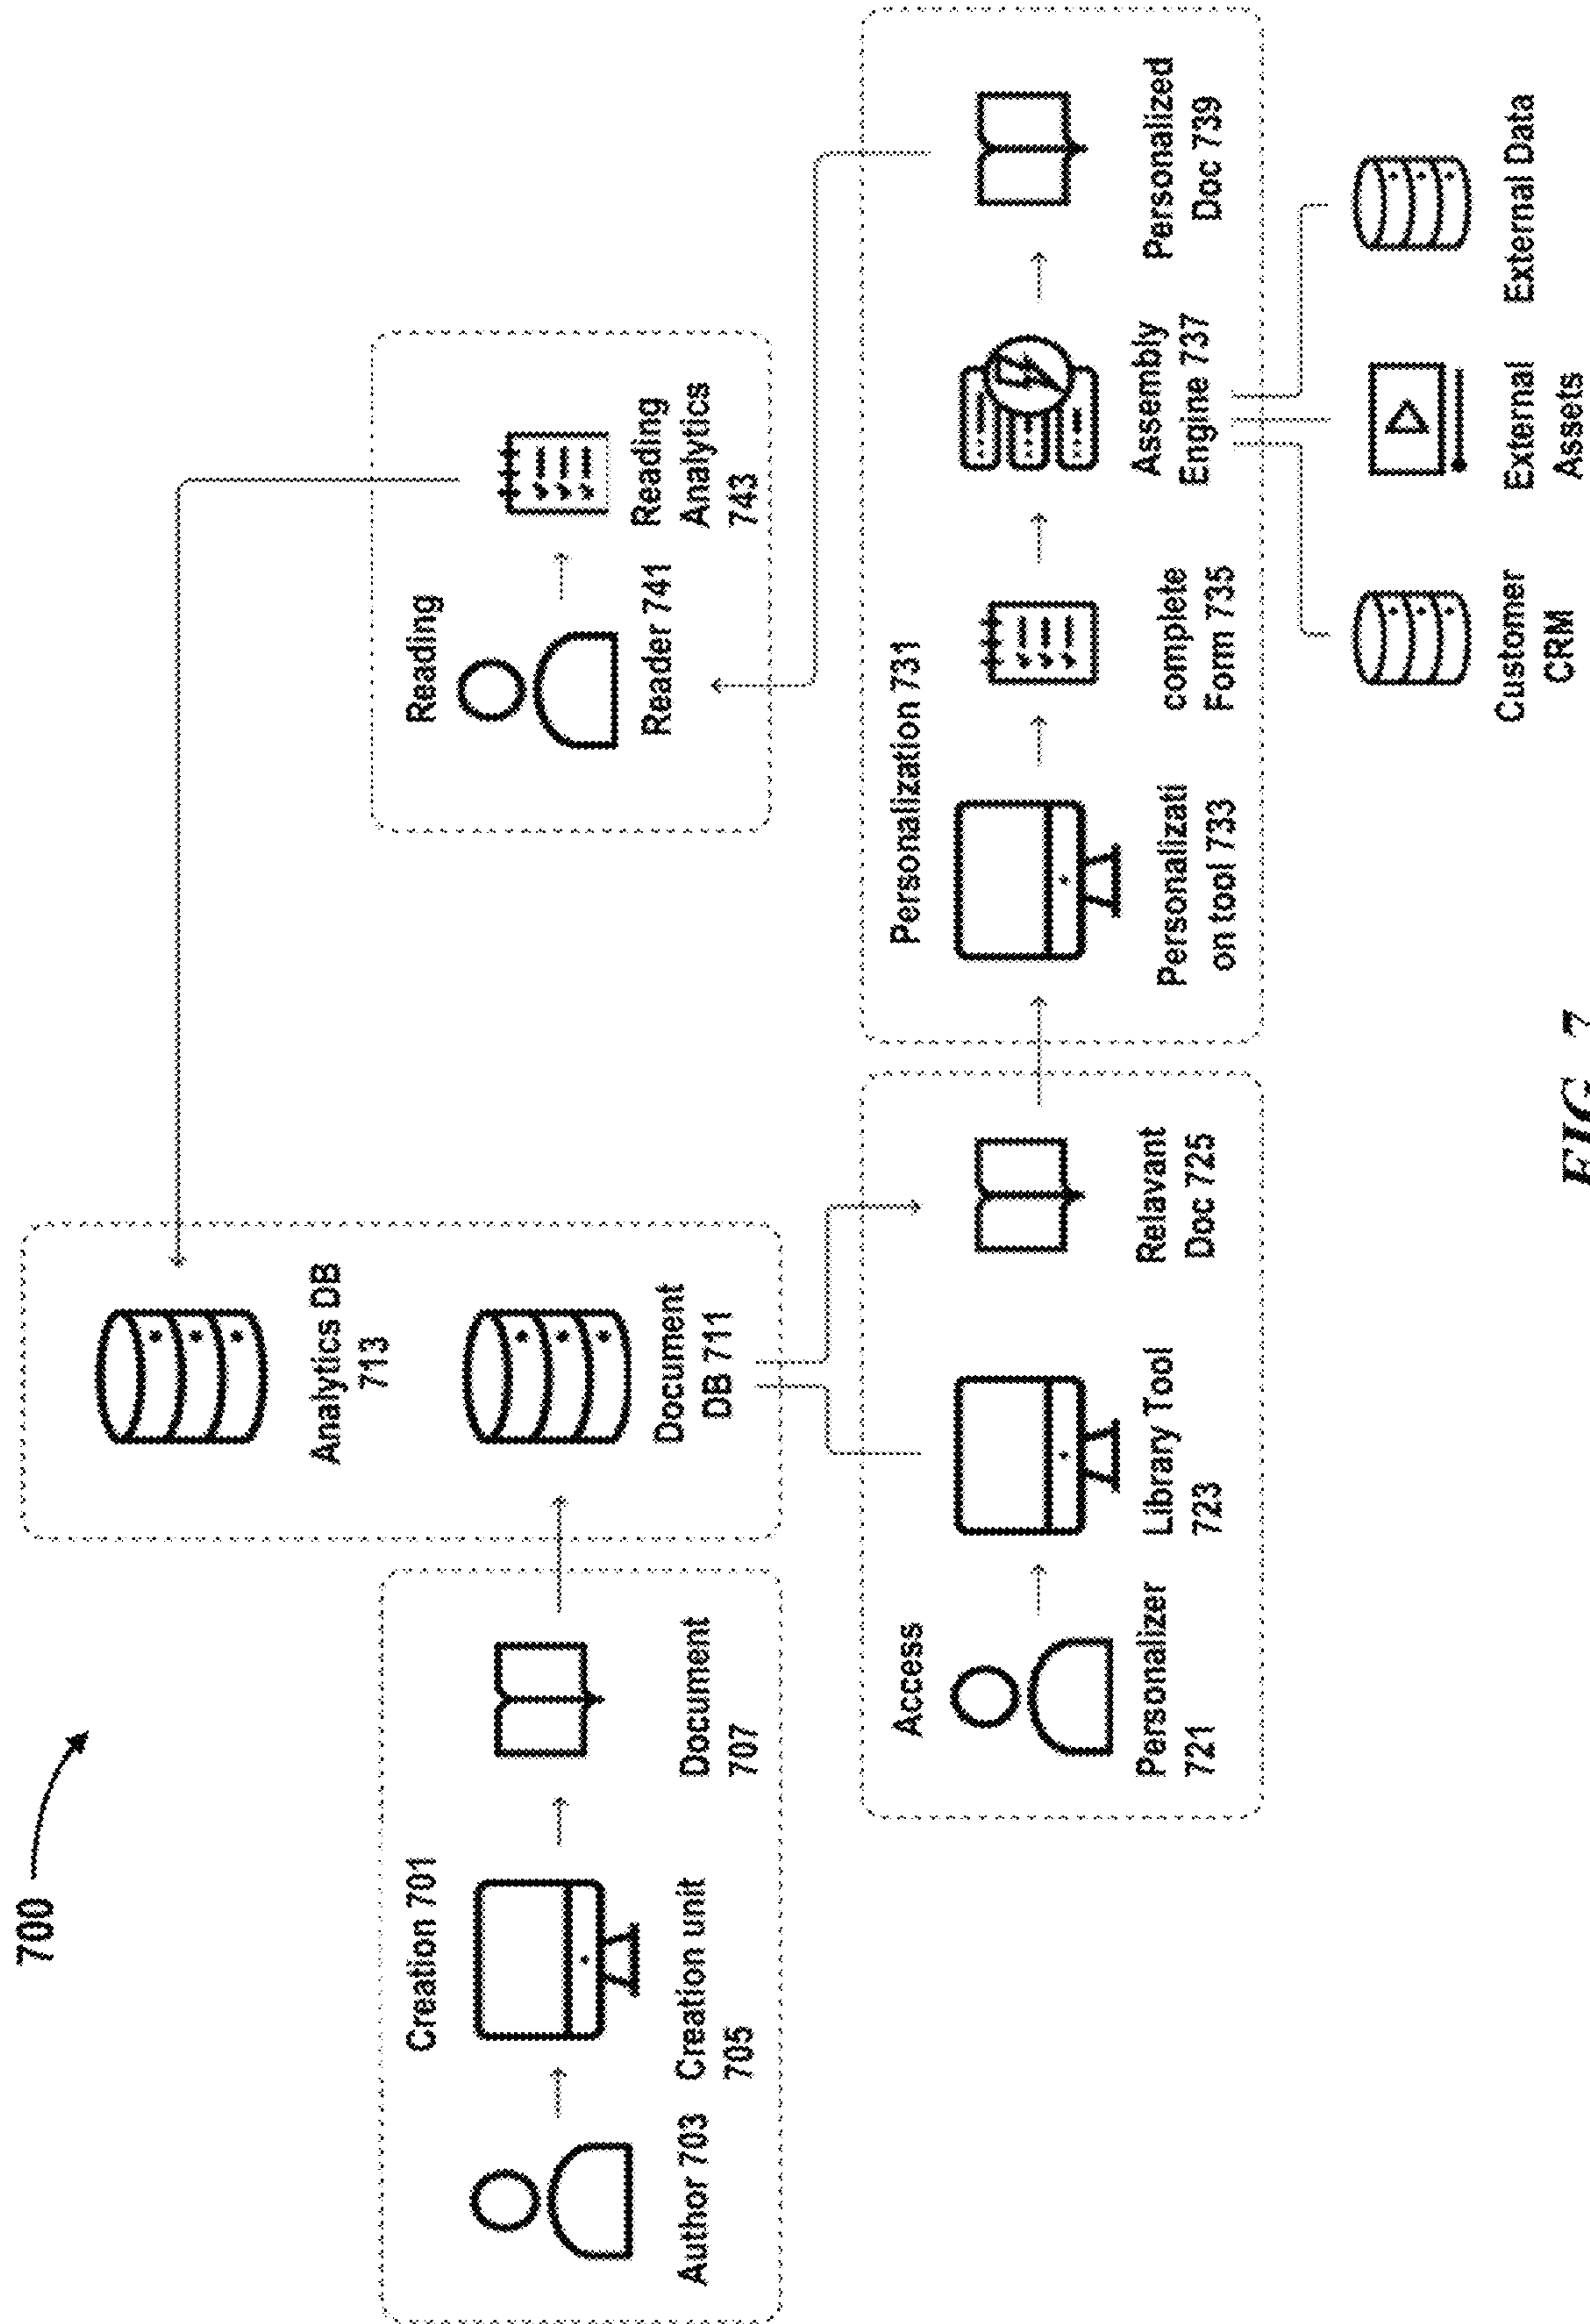 700
Creation 701
Author 703
Creation unit
705
Document
707
Analytics DB
713
Document
DB 711
Reading
Reader 741
Reading
Analytics
743
Access
Personalizer
721
Library Tool
723
Relavant
Doc 725
Personalization 731
Personalizati
on tool 733
complete
Form 735
Assembly
Engine 737
Personalized
Doc 739
Customer
CRM
External
Assets
External Data
FIG. 7